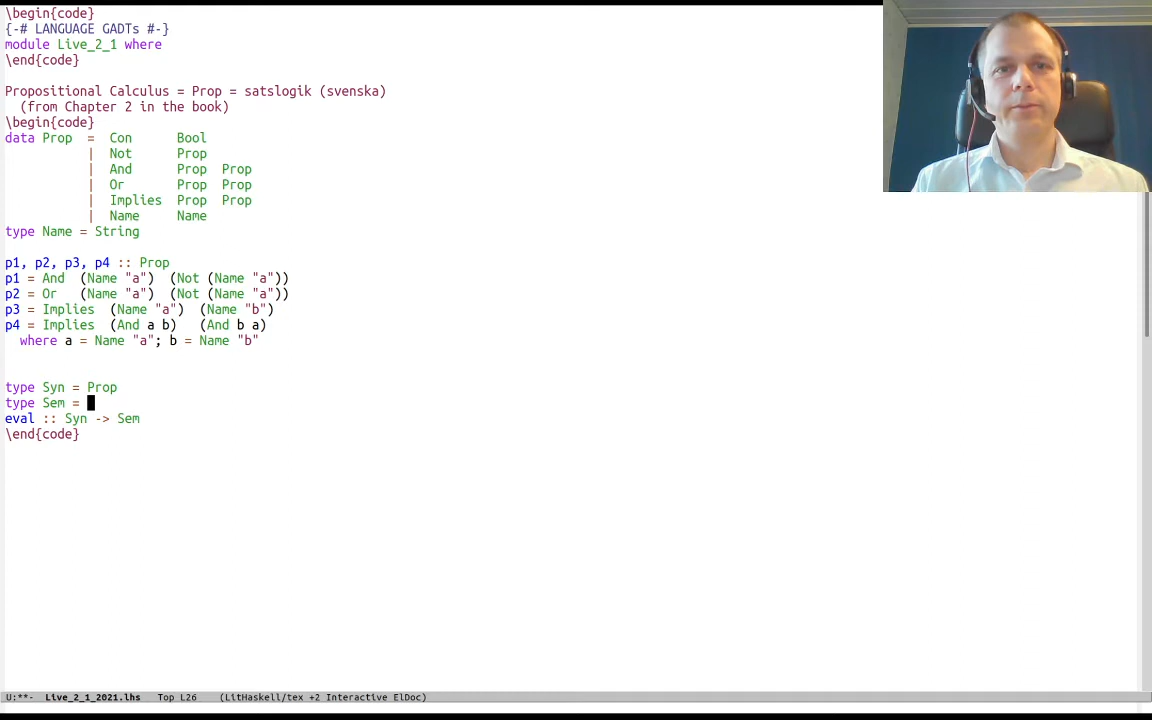 \begin{code}
{-# LANGUAGE GADTs #-}
module Live_2_1 where
\end{code}
Propositional Calculus = Prop = satslogik (svenska)
(from Chapter 2 in the book)
\begin{code}
data Prop = Con Bool
| Not Prop
| And Prop Prop
| Or Prop Prop
| Implies Prop Prop
| Name Name
type Name = String
p1, p2, p3, p4 :: Prop
p1 = And (Name "a") (Not (Name "a"))
p2 = Or (Name "a") (Not (Name "a"))
p3 = Implies (Name "a") (Name "b")
p4 = Implies (And a b) (And b a)
where a = Name "a"; b = Name "b"
type Syn = Prop
type Sem =
eval :: Syn -> Sem
\end{code}
U:**- Live_2_1_2021.lhs Top L26 (LitHaskell/tex +2 Interactive ElDoc)